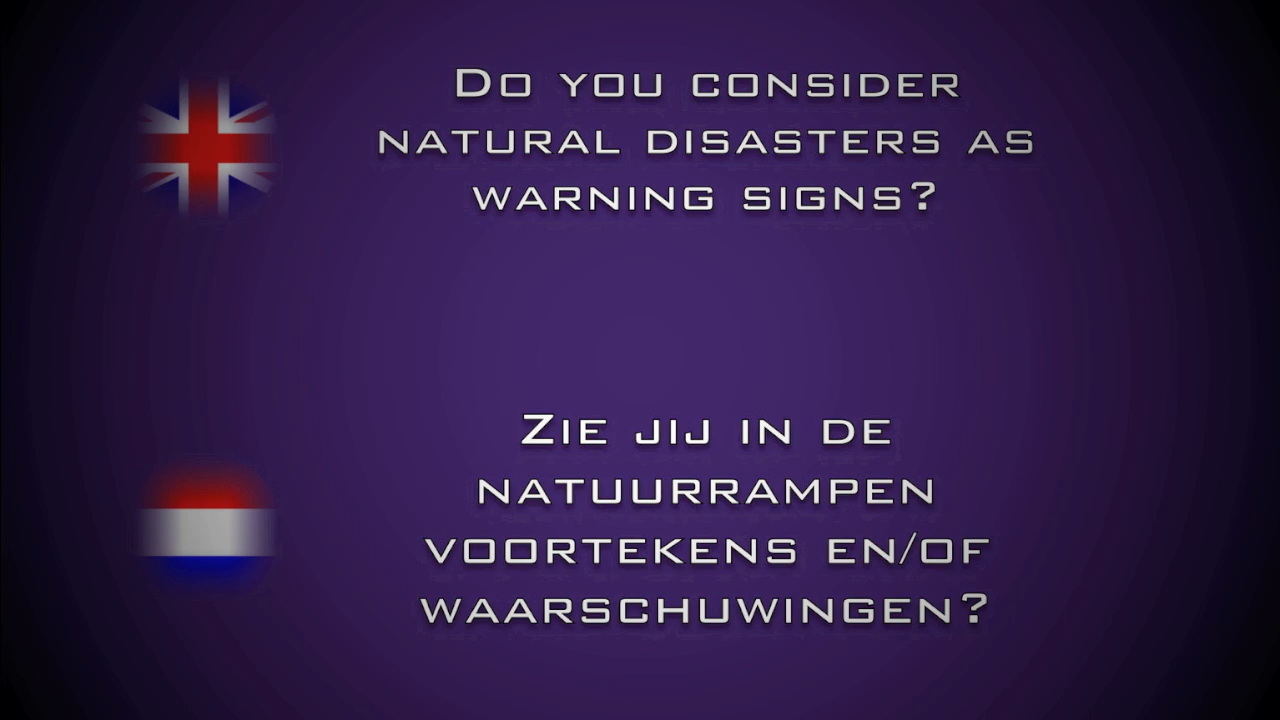 Do you consider
natural disasters as
warning signs?
Zie jij in de
natuurrampen
voortekens en/of
waarschuwingen?